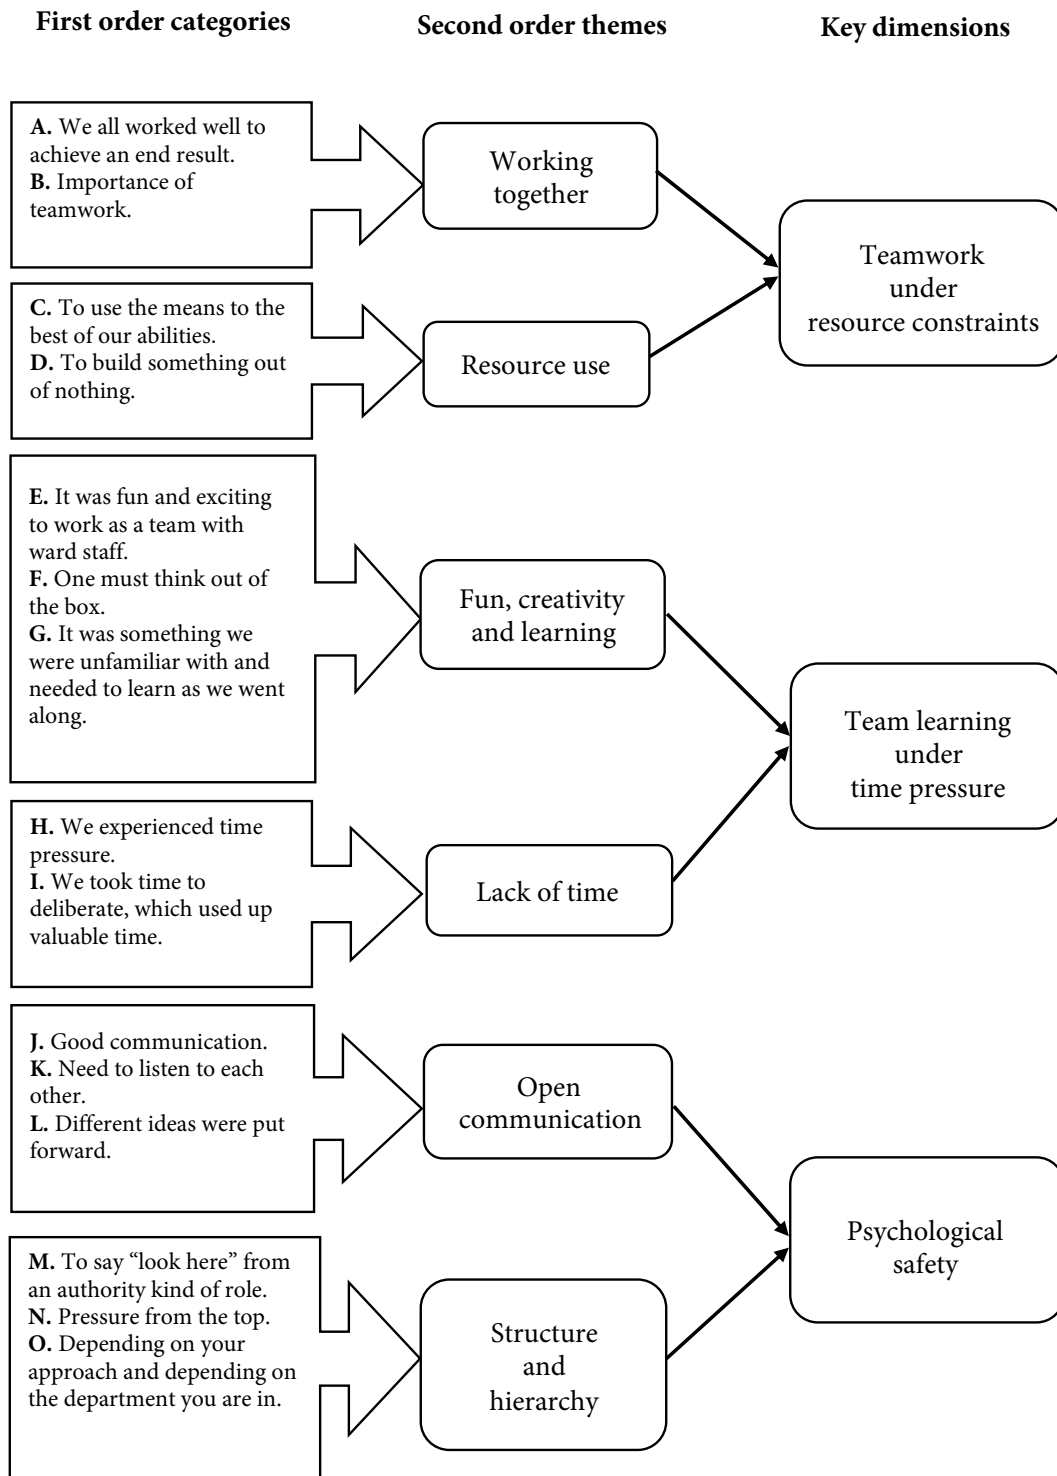 First order categories
Second order themes
Key dimensions
A. We all worked well to
achieve an end result.
B. Importance of
teamwork.
Working
together
C. To use the means to the
best of our abilities.
D. To build something out
of nothing.
Resource use
Teamwork
under
resource constraints
E. It was fun and exciting
to work as a team with
ward staff.
F. One must think out of
the box.
G. It was something we
were unfamiliar with and
needed to learn as we went
along.
Fun, creativity
and learning
H. We experienced time
pressure.
I. We took time to
deliberate, which used up
valuable time.
Lack of time
Team learning
under
time pressure
J. Good communication.
K. Need to listen to each
other.
L. Different ideas were put
forward.
Open
communication
M. To say “look here” from
an authority kind of role.
N. Pressure from the top.
O. Depending on your
approach and depending on
the department you are in.
Structure
and
hierarchy
Psychological
safety